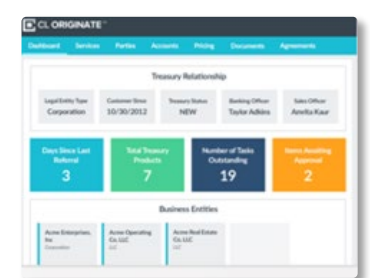 CL ORIGINATE™
Dashboard Services Parties Accounts Pricing Documents Agreements
Treasury Relationship
Legal Entity Type Customer Since Treasury Status Banking Officer Sales Officer
Corporation 10/30/2012 NEW Taylor Adkins Amrita Kaur
Days Since Last Referral
3
Total Treasury Products
7
Number of Tasks Outstanding
19
Items Awaiting Approval
2
Business Entities
Acme Enterprises, Inc
Corporation
Acme Operating Co. LLC
LLC
Acme Real Estate Co. LLC
LLC